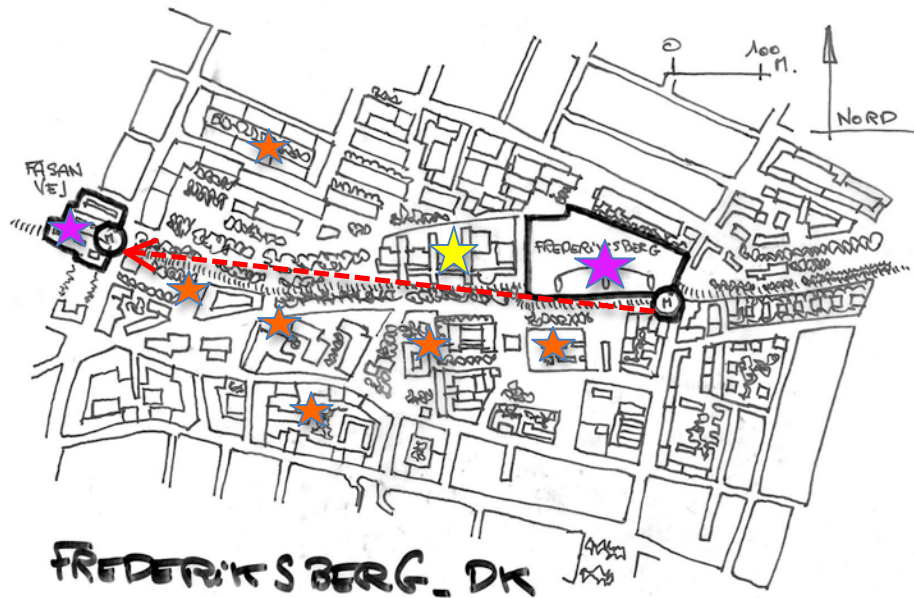 0 100
M.
NORD
FASAN
VEJ
M
FREDERIKSBERG
M
FREDERIKSBERG_DK